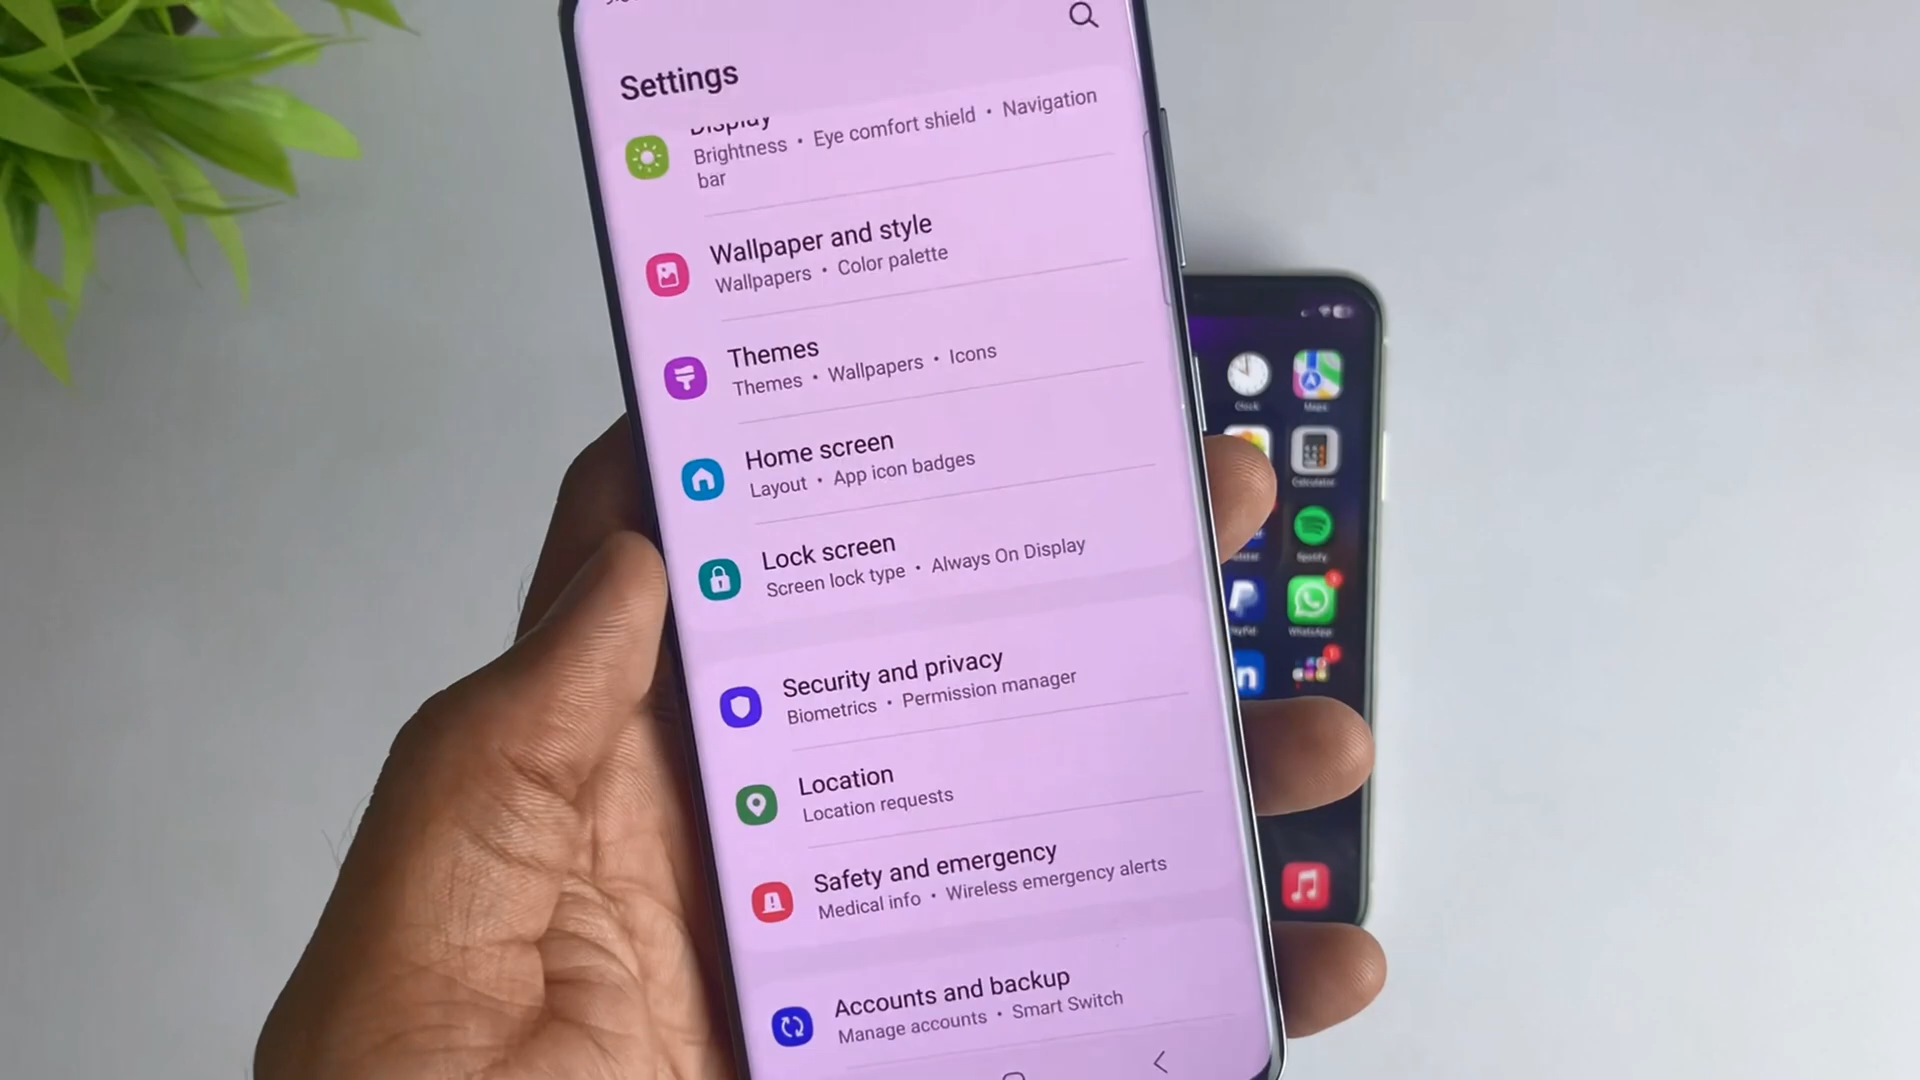 Settings
Display
Brightness • Eye comfort shield • Navigation
bar
Wallpaper and style
Wallpapers • Color palette
Themes
Themes • Wallpapers • Icons
Home screen
Layout • App icon badges
Lock screen
Screen lock type • Always On Display
Security and privacy
Biometrics • Permission manager
Location
Location requests
Safety and emergency
Medical info • Wireless emergency alerts
Accounts and backup
Manage accounts • Smart Switch
Clock
Maps
Calculator
Spotify
PayPal
WhatsApp